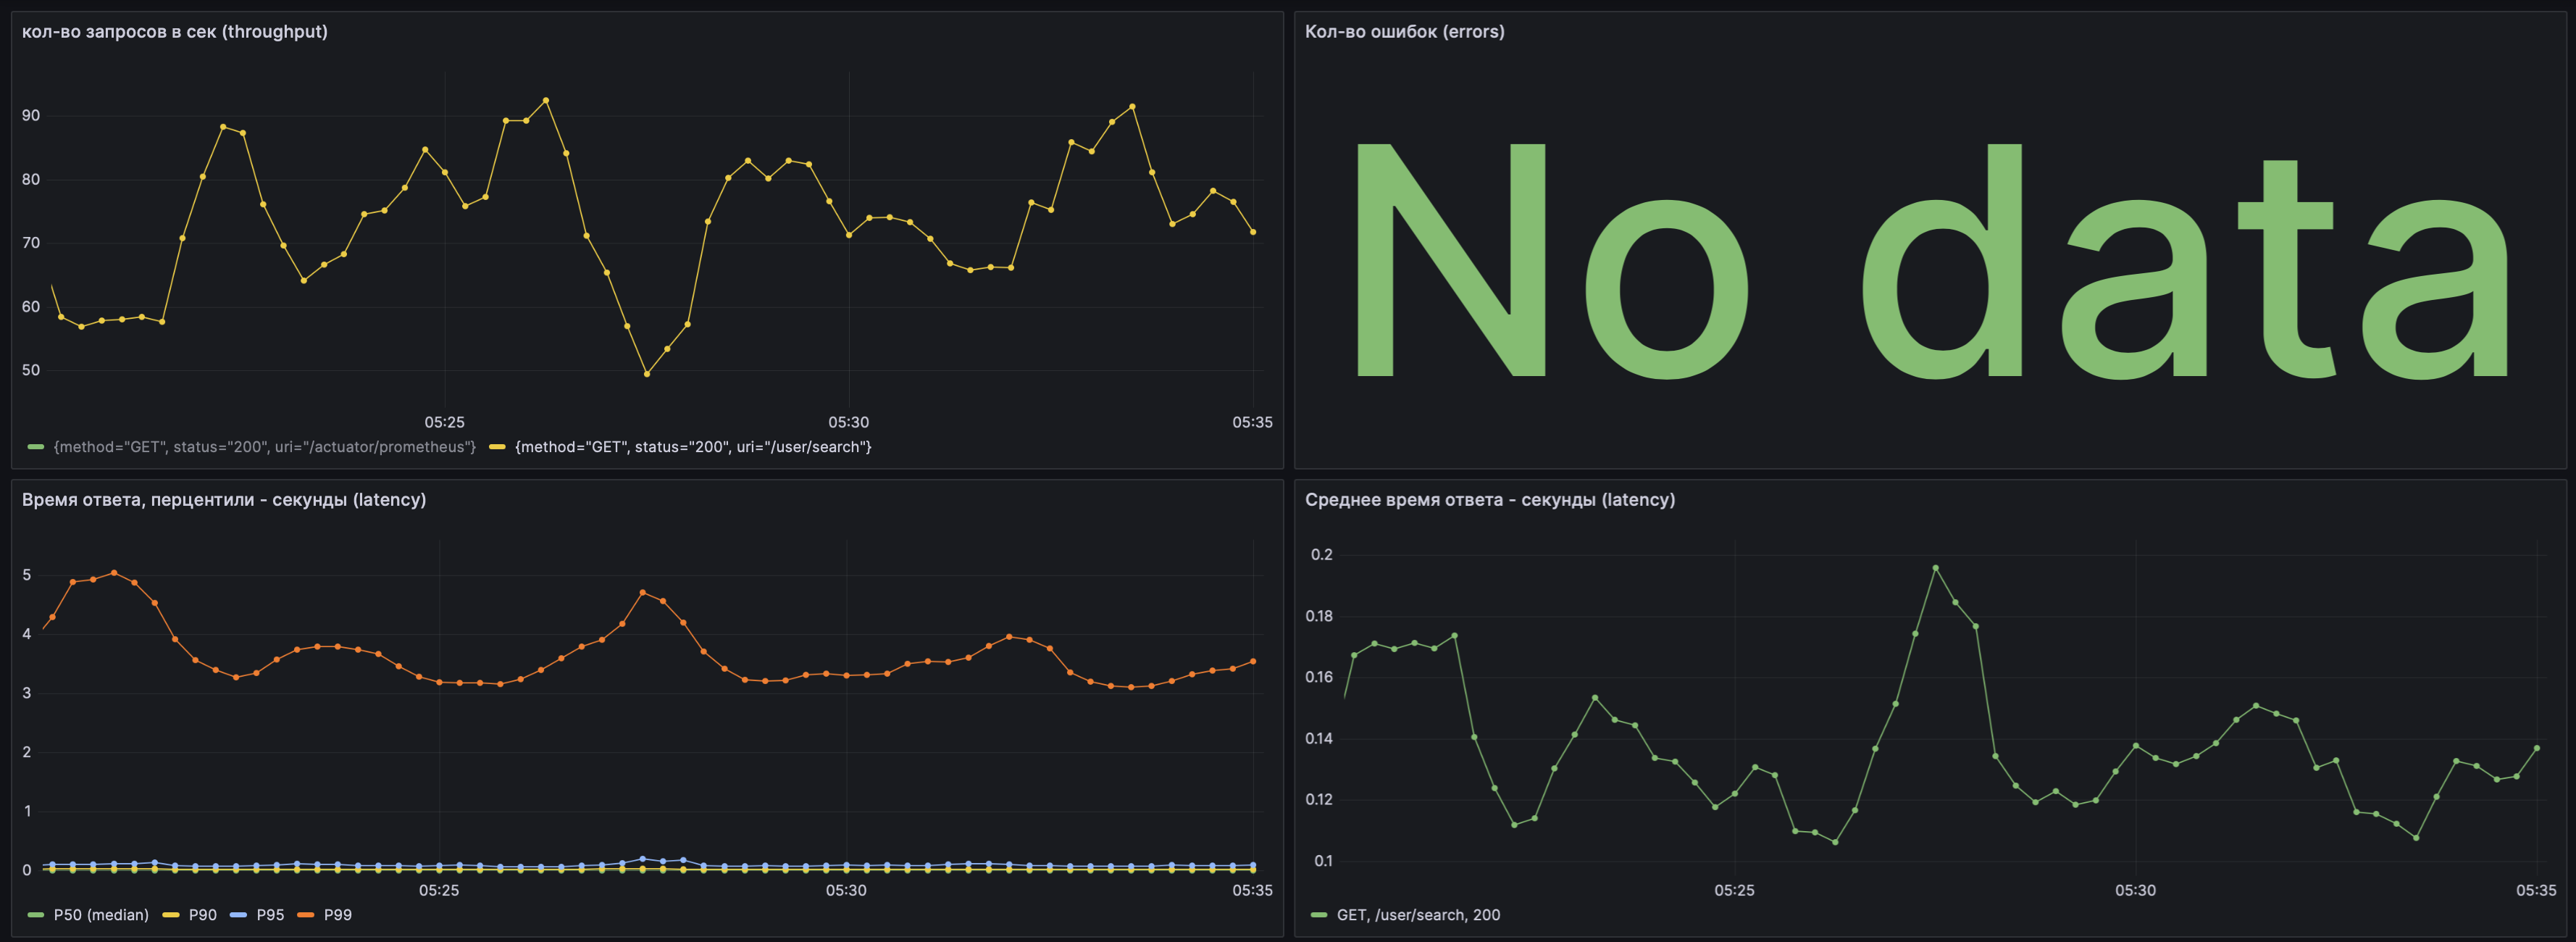 кол-во запросов в сек (throughput)
90
80
70
60
50
05:25 05:30 05:35
{method="GET", status="200", uri="/actuator/prometheus"} {method="GET", status="200", uri="/user/search"}
Кол-во ошибок (errors)
No data
Время ответа, перцентили - секунды (latency)
5
4
3
2
1
0
05:25 05:30 05:35
P50 (median) P90 P95 P99
Среднее время ответа - секунды (latency)
0.2
0.18
0.16
0.14
0.12
0.1
05:25 05:30 05:35
GET, /user/search, 200